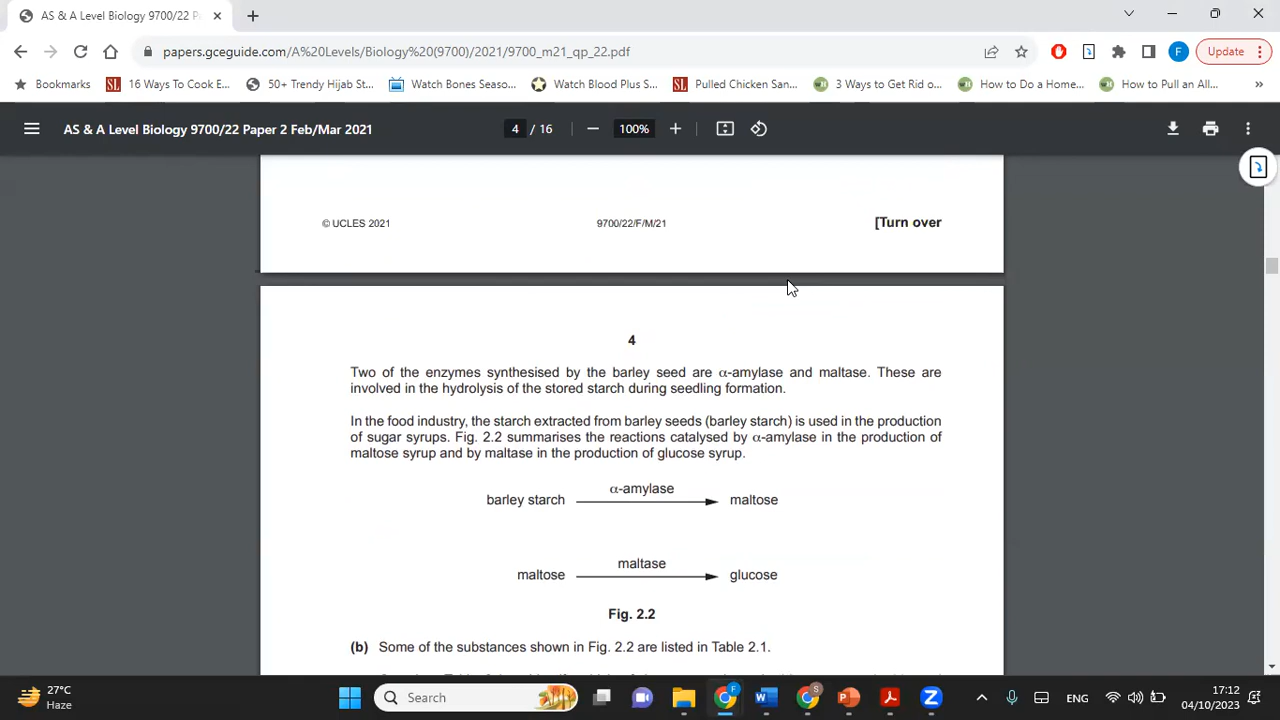 AS & A Level Biology 9700/22 P
papers.gceguide.com/A%20Levels/Biology%20(9700)/2021/9700_m21_qp_22.pdf
F
Update
Bookmarks
SL 16 Ways To Cook E...
50+ Trendy Hijab St...
Watch Bones Seaso...
Watch Blood Plus S...
SL Pulled Chicken San...
3 Ways to Get Rid o...
How to Do a Home...
How to Pull an All...
»
AS & A Level Biology 9700/22 Paper 2 Feb/Mar 2021
4 / 16
100%
© UCLES 2021
9700/22/F/M/21
[Turn over
4
Two of the enzymes synthesised by the barley seed are α-amylase and maltase. These are
involved in the hydrolysis of the stored starch during seedling formation.
In the food industry, the starch extracted from barley seeds (barley starch) is used in the production
of sugar syrups. Fig. 2.2 summarises the reactions catalysed by α-amylase in the production of
maltose syrup and by maltase in the production of glucose syrup.
α-amylase
barley starch
maltose
maltase
maltose
glucose
Fig. 2.2
(b) Some of the substances shown in Fig. 2.2 are listed in Table 2.1.
27°C
Haze
Search
ENG
17:12
04/10/2023